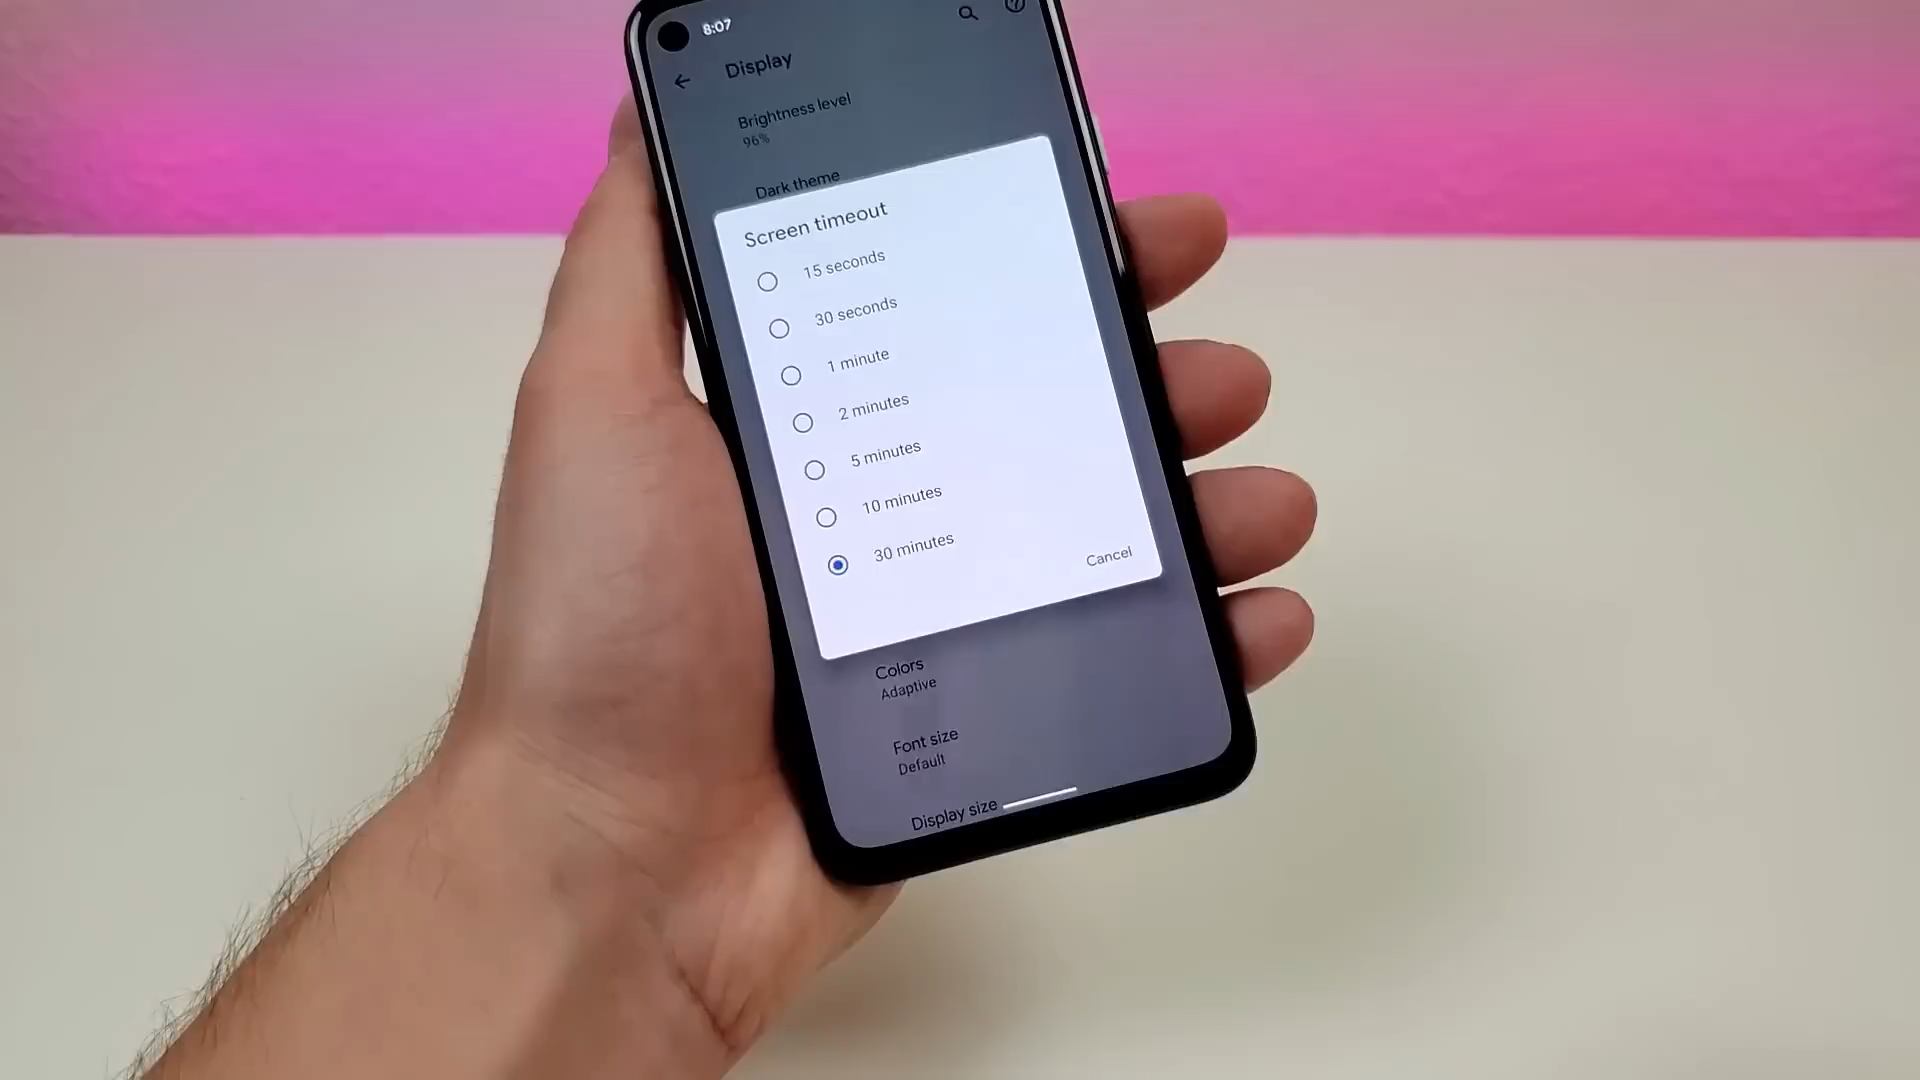 8:07
Display
Brightness level
96%
Dark theme
Screen timeout
15 seconds
30 seconds
1 minute
2 minutes
5 minutes
10 minutes
30 minutes
Cancel
Colors
Adaptive
Font size
Default
Display size